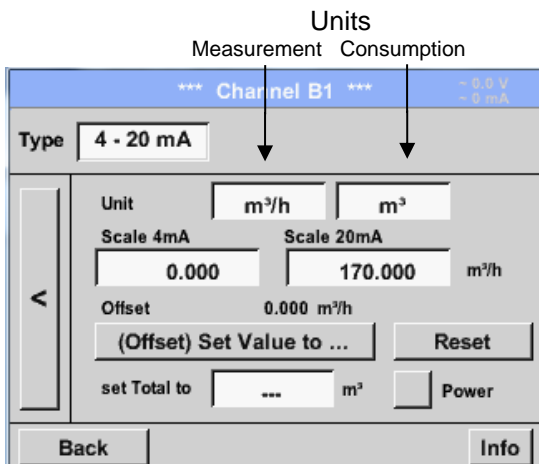 Units
Measurement Consumption
*** Channel B1 *** ~ 0.0 V
~ 0 mA
Type 4 - 20 mA
Unit m³/h m³
Scale 4mA Scale 20mA
0.000 170.000 m³/h
< Offset 0.000 m³/h
(Offset) Set Value to ... Reset
set Total to --- m³ Power
Back Info